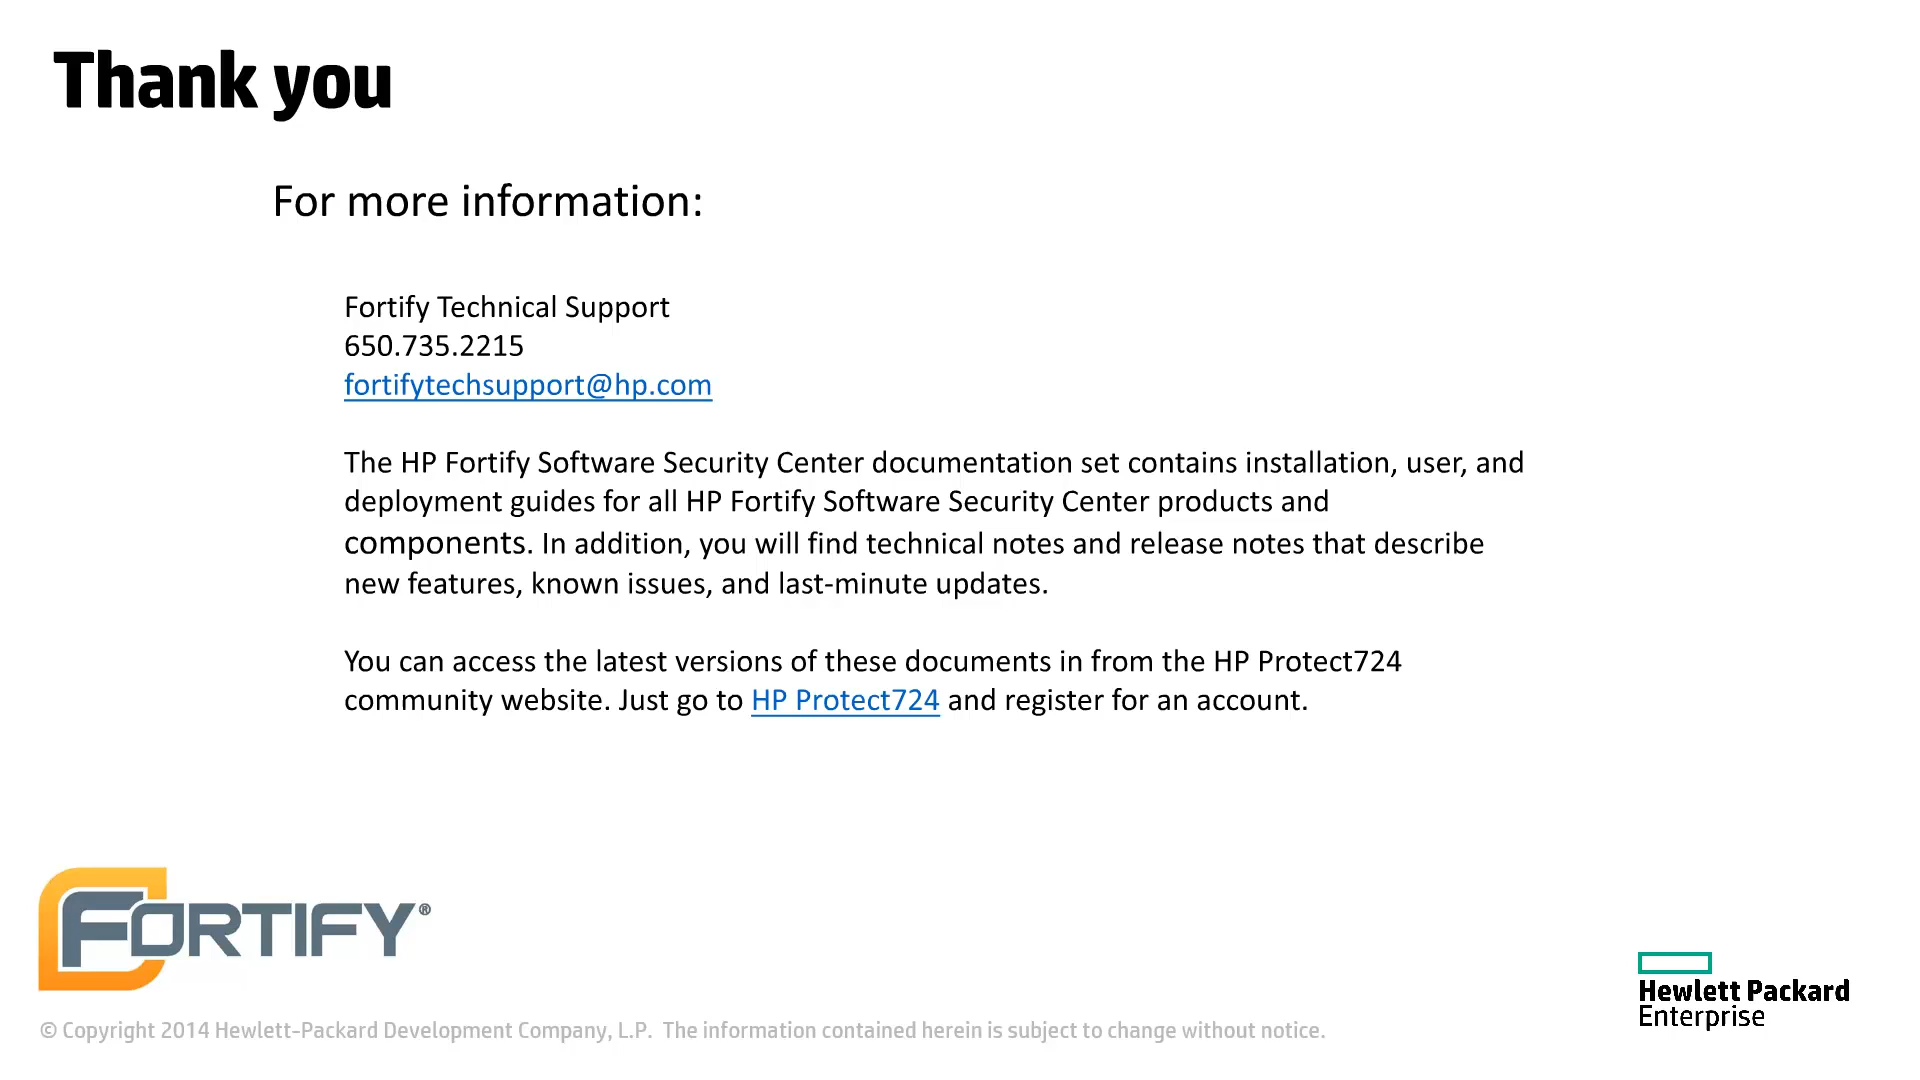 Thank you
For more information:
Fortify Technical Support
650.735.2215
fortifytechsupport@hp.com
The HP Fortify Software Security Center documentation set contains installation, user, and
deployment guides for all HP Fortify Software Security Center products and
components. In addition, you will find technical notes and release notes that describe
new features, known issues, and last-minute updates.
You can access the latest versions of these documents in from the HP Protect724
community website. Just go to HP Protect724 and register for an account.
FORTIFY®
Hewlett Packard
Enterprise
© Copyright 2014 Hewlett-Packard Development Company, L.P. The information contained herein is subject to change without notice.